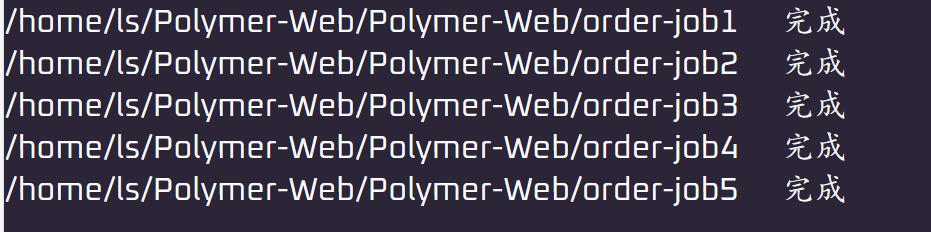 /home/ls/Polymer-Web/Polymer-Web/order-job1 完成
/home/ls/Polymer-Web/Polymer-Web/order-job2 完成
/home/ls/Polymer-Web/Polymer-Web/order-job3 完成
/home/ls/Polymer-Web/Polymer-Web/order-job4 完成
/home/ls/Polymer-Web/Polymer-Web/order-job5 完成